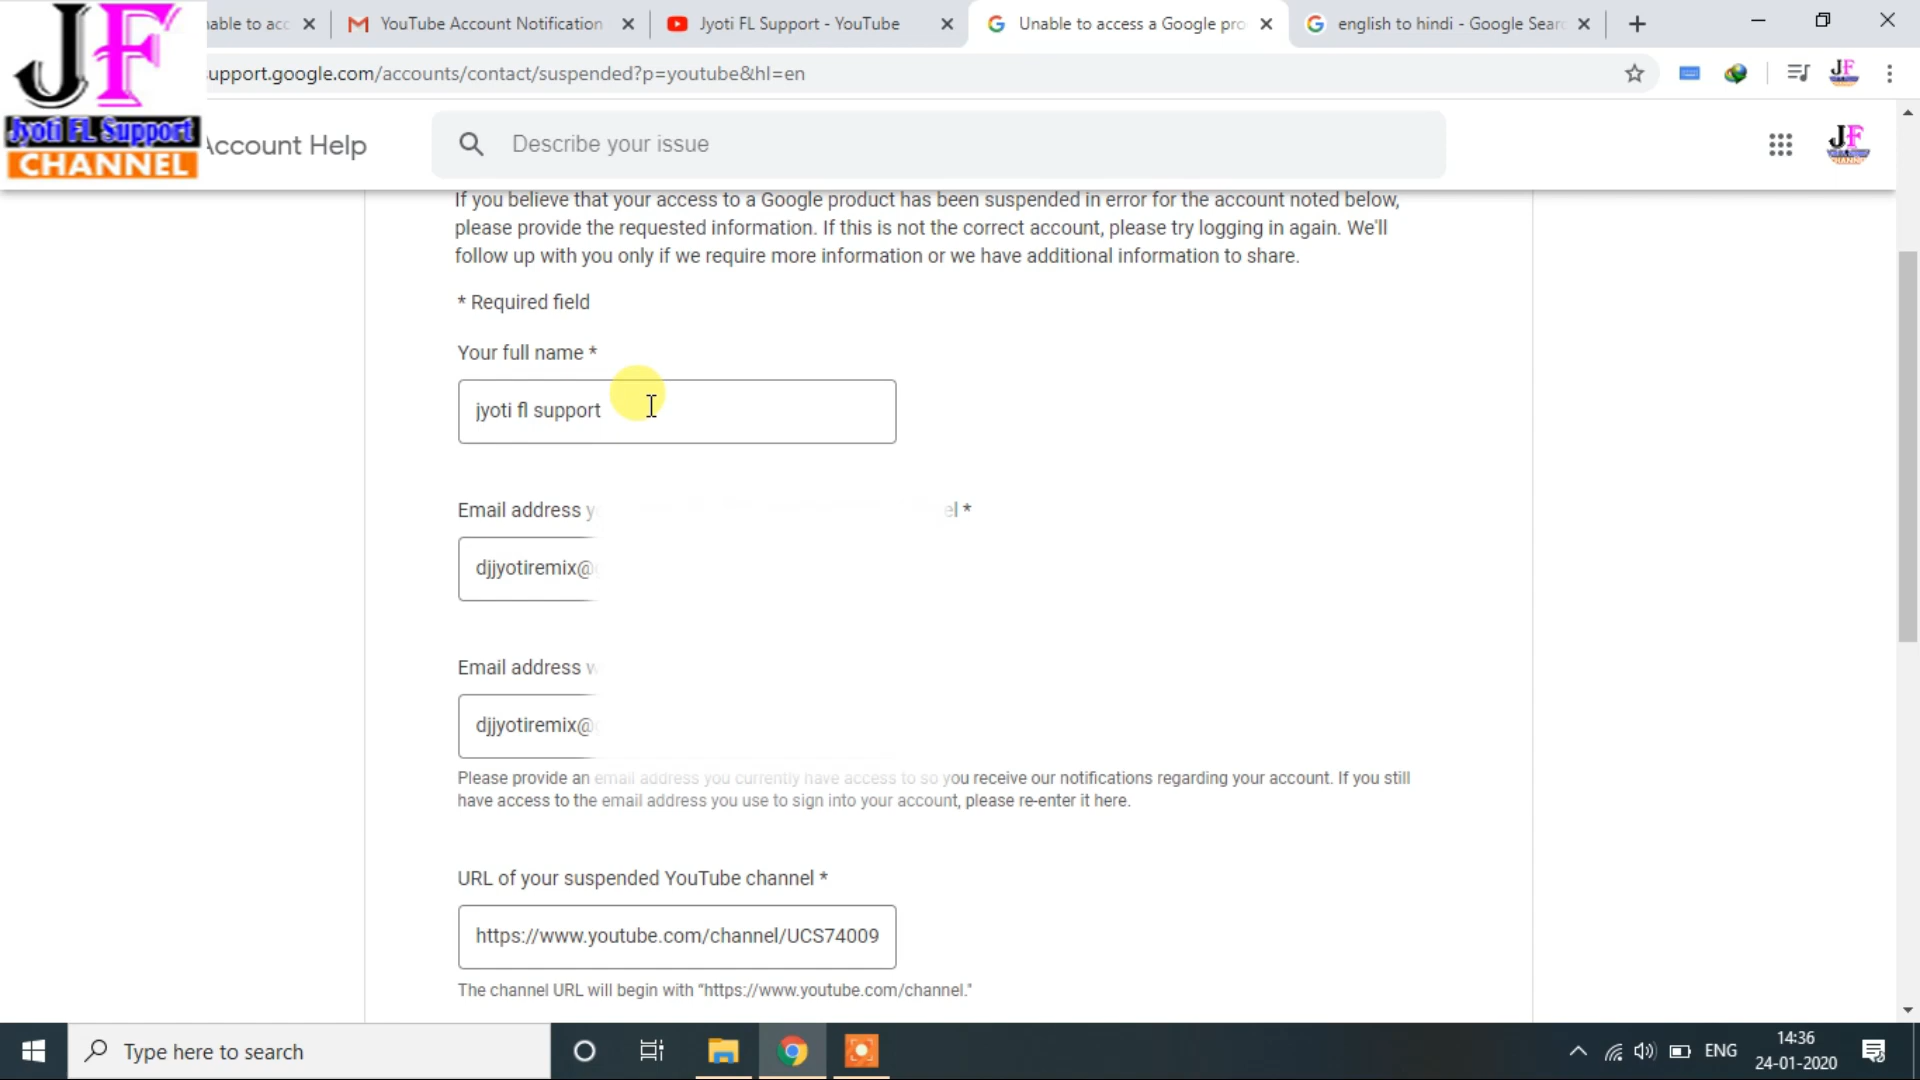 JF
Jyoti FL Support
CHANNEL
nable to acc
YouTube Account Notification
Jyoti FL Support - YouTube
Unable to access a Google pro
english to hindi - Google Sear
upport.google.com/accounts/contact/suspended?p=youtube&hl=en
Account Help
Describe your issue
If you believe that your access to a Google product has been suspended in error for the account noted below,
please provide the requested information. If this is not the correct account, please try logging in again. We'll
follow up with you only if we require more information or we have additional information to share.
* Required field
Your full name *
jyoti fl support
Email address el *
djjyotiremix@
Email address
djjyotiremix@
Please provide an email address you currently have access to so you receive our notifications regarding your account. If you still
have access to the email address you use to sign into your account, please re-enter it here.
URL of your suspended YouTube channel *
https://www.youtube.com/channel/UCS74009
The channel URL will begin with "https://www.youtube.com/channel."
Type here to search
ENG
14:36
24-01-2020